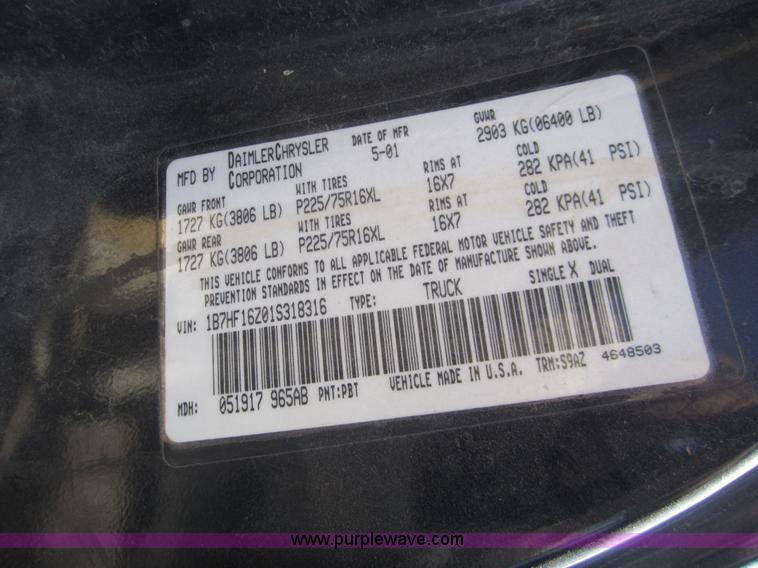 MFD BY DAIMLERCHRYSLER CORPORATION
DATE OF MFR 5-01
GVWR 2903 KG(06400 LB)
GAWR FRONT WITH TIRES RIMS AT COLD
1727 KG(3806 LB) P225/75R16XL 16X7 282 KPA(41 PSI)
GAWR REAR WITH TIRES RIMS AT COLD
1727 KG(3806 LB) P225/75R16XL 16X7 282 KPA(41 PSI)
THIS VEHICLE CONFORMS TO ALL APPLICABLE FEDERAL MOTOR VEHICLE SAFETY AND THEFT
PREVENTION STANDARDS IN EFFECT ON THE DATE OF MANUFACTURE SHOWN ABOVE.
VIN: 1B7HF16Z01S318316 TYPE: TRUCK SINGLE X DUAL
MDH: 051917 965AB PNT:PBT VEHICLE MADE IN U.S.A. TRM:S9AZ 4648503
www.purplewave.com